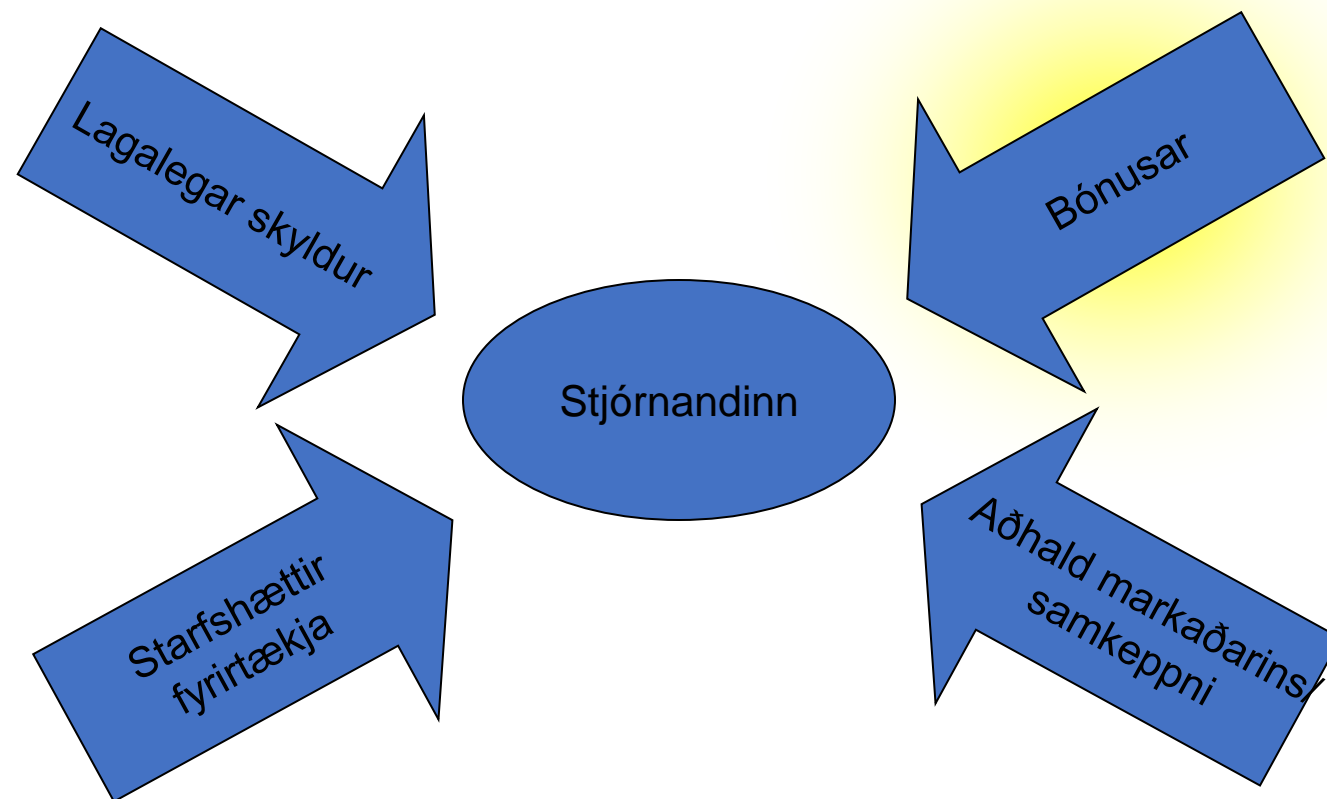 Lagalegar skyldur
Bónusar
Stjórnandinn
Starfshættir
fyrirtækja
Aðhald markaðarins/
samkeppni